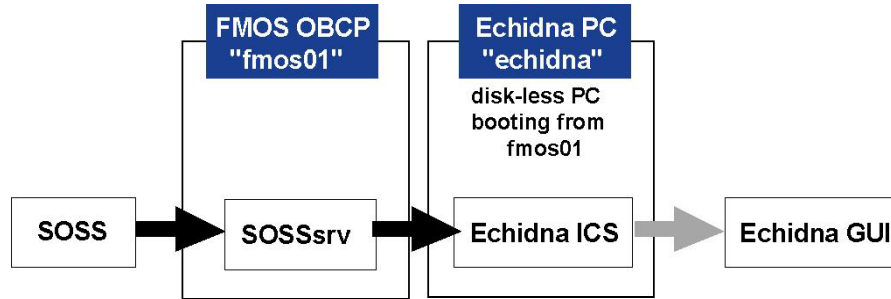 FMOS OBCP
"fmos01"
Echidna PC
"echidna"
disk-less PC
booting from
fmos01
SOSS
SOSSsrv
Echidna ICS
Echidna GUI